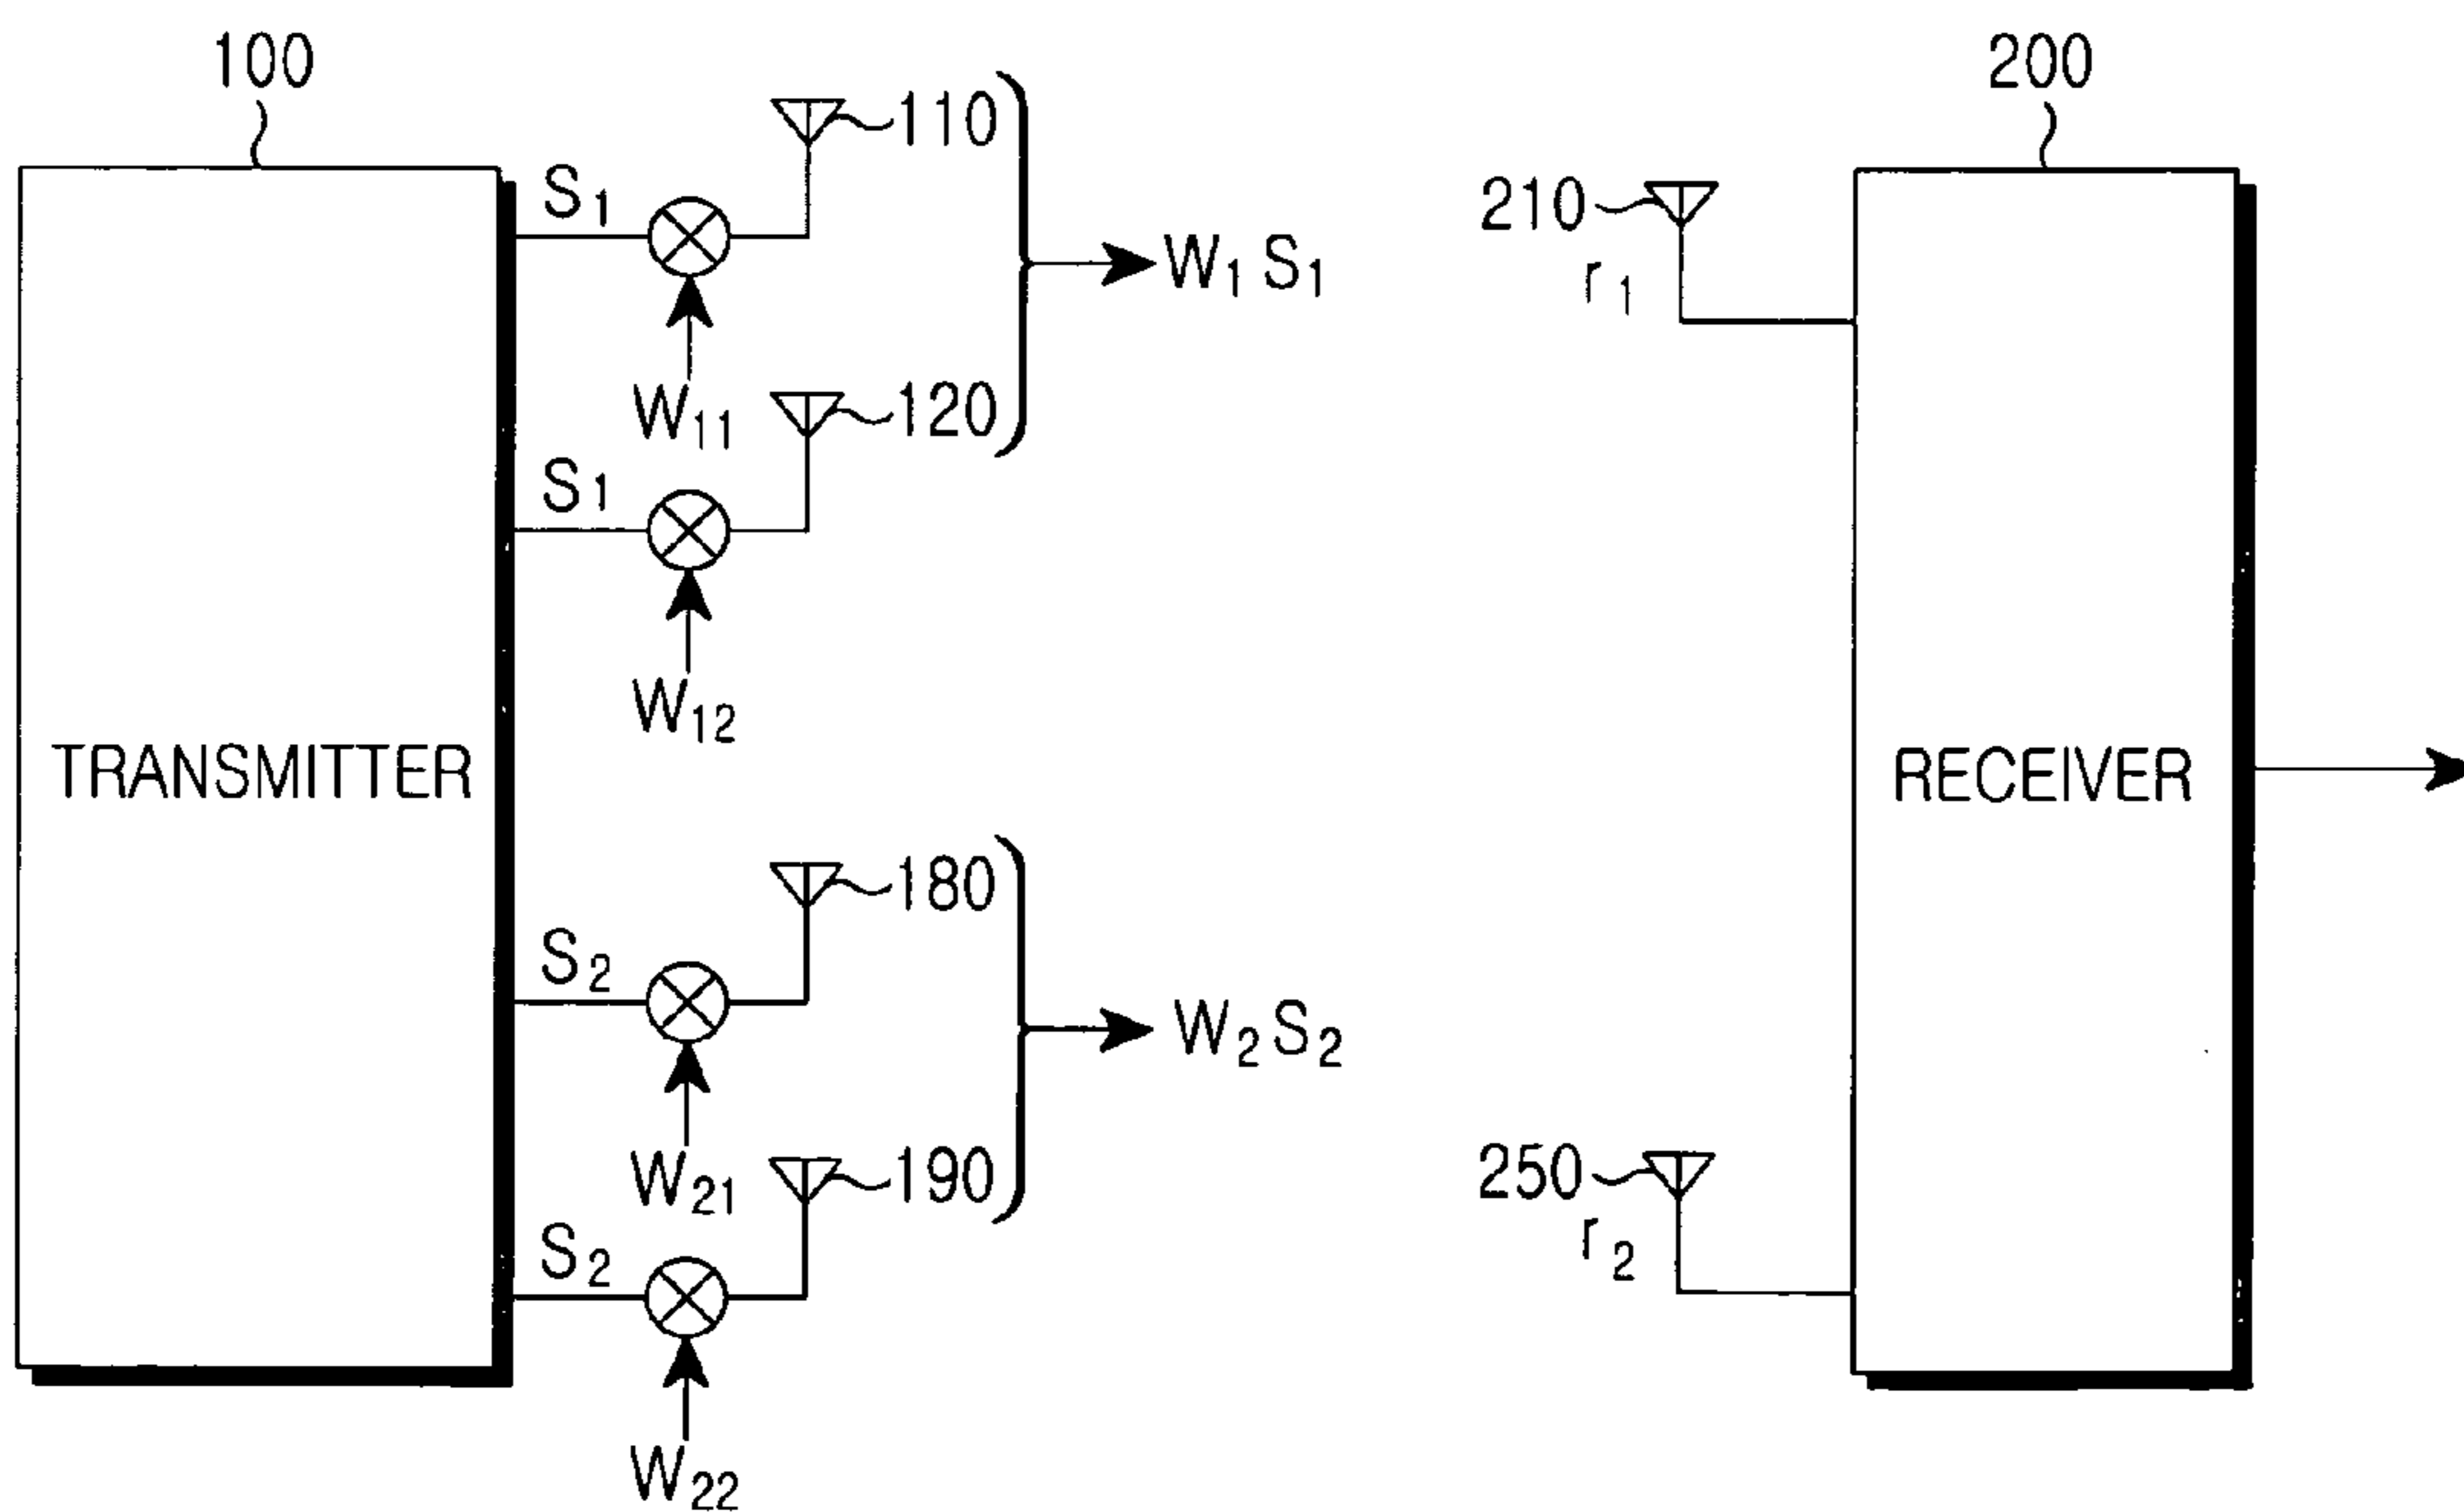 100
200
S1
110
210
r1
W1 S1
W11
120
S1
W12
TRANSMITTER
RECEIVER
180
S2
W2 S2
W21
190
250
r2
S2
W22